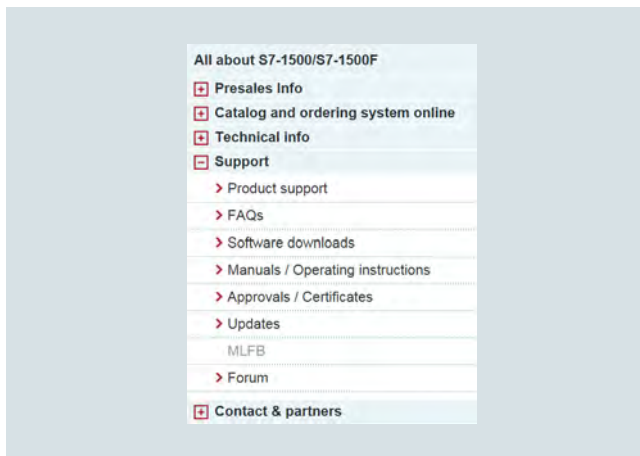 All about S7-1500/S7-1500F
Presales Info
Catalog and ordering system online
Technical info
Support
Product support
FAQs
Software downloads
Manuals / Operating instructions
Approvals / Certificates
Updates
MLFB
Forum
Contact & partners